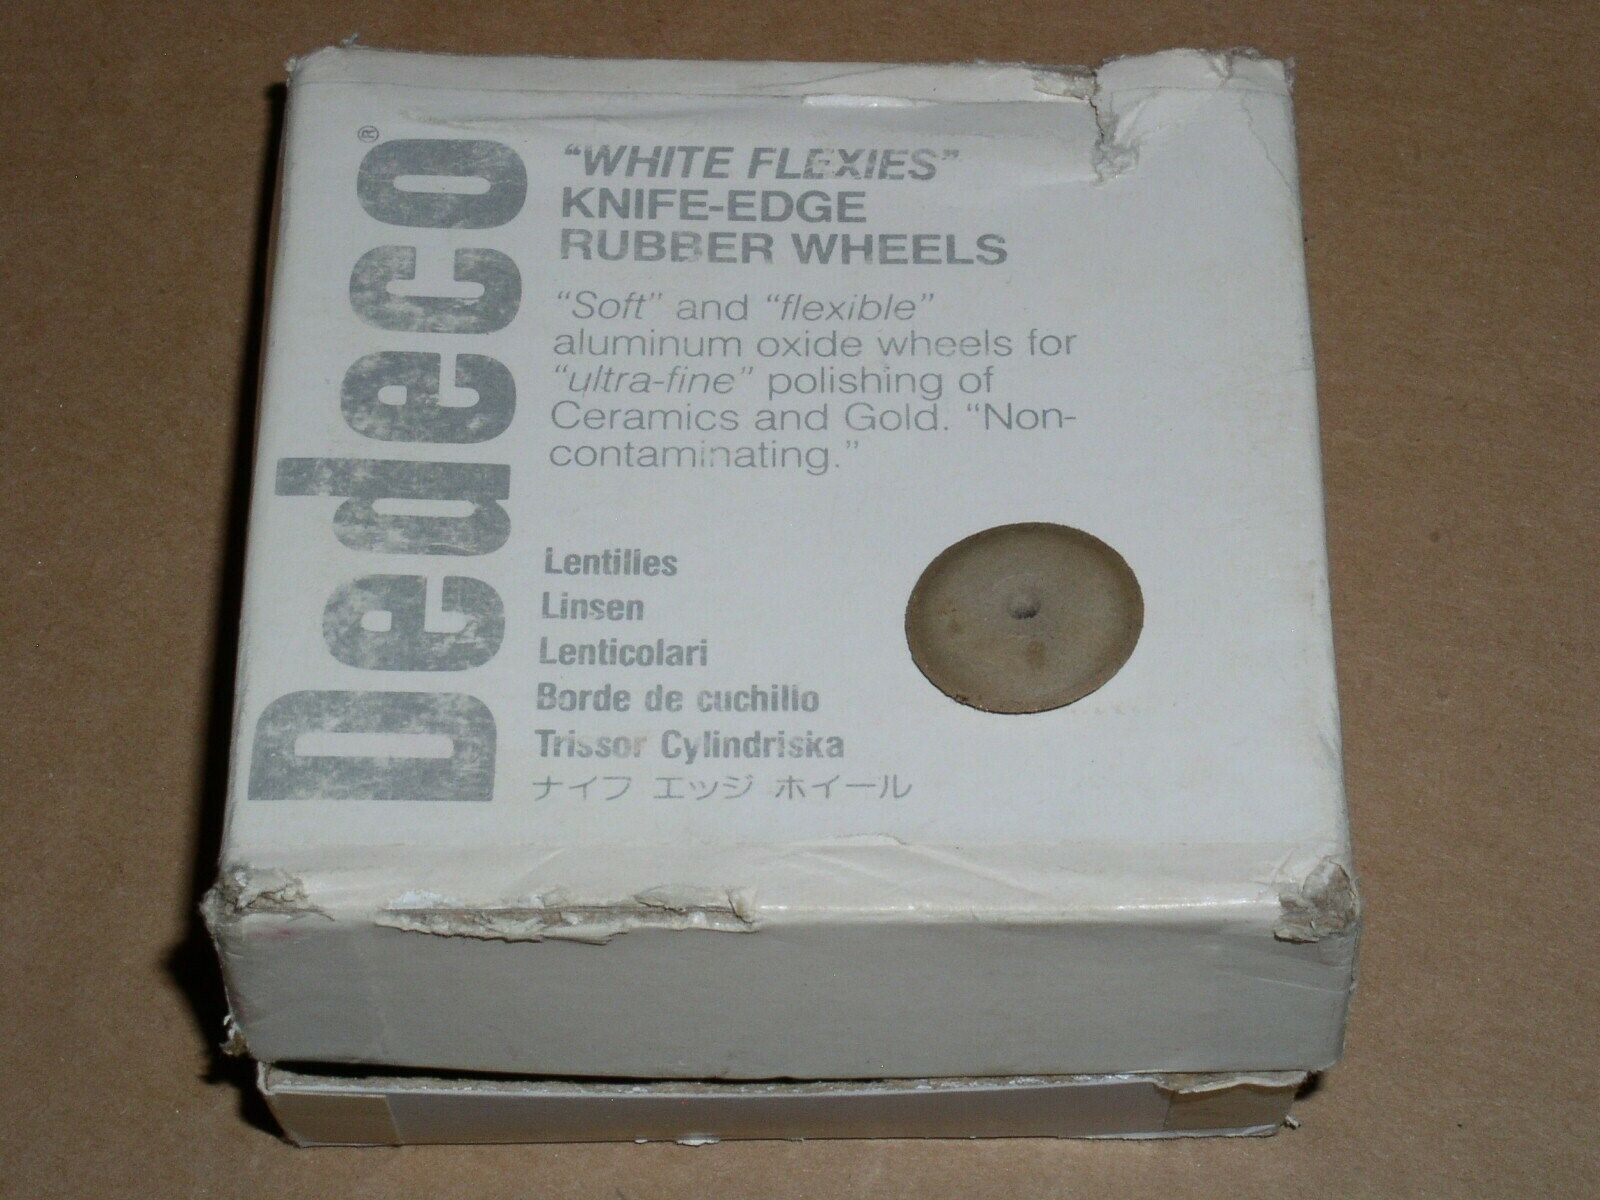 Dedeco®
"WHITE FLEXIES"
KNIFE-EDGE
RUBBER WHEELS
"Soft" and "flexible"
aluminum oxide wheels for
"ultra-fine" polishing of
Ceramics and Gold. "Non-
contaminating."
Lentilles
Linsen
Lenticolari
Borde de cuchillo
Trissor Cylindriska
ナイフ エッジ ホイール